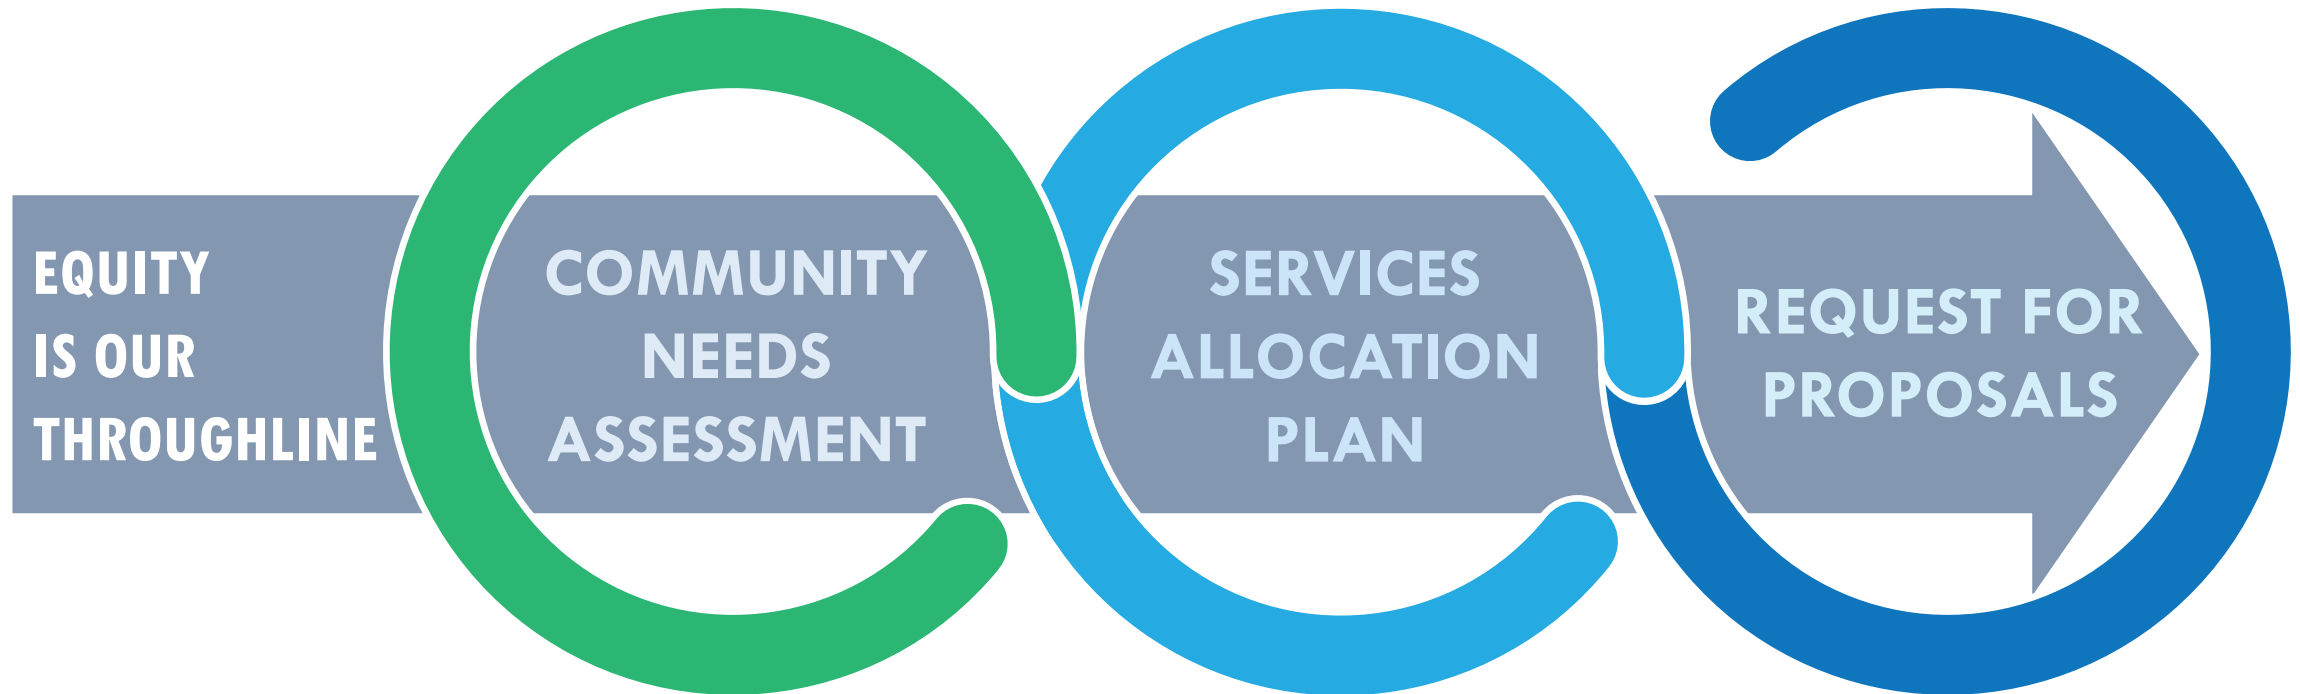 EQUITY
IS OUR
THROUGHLINE
COMMUNITY
NEEDS
ASSESSMENT
SERVICES
ALLOCATION
PLAN
REQUEST FOR
PROPOSALS